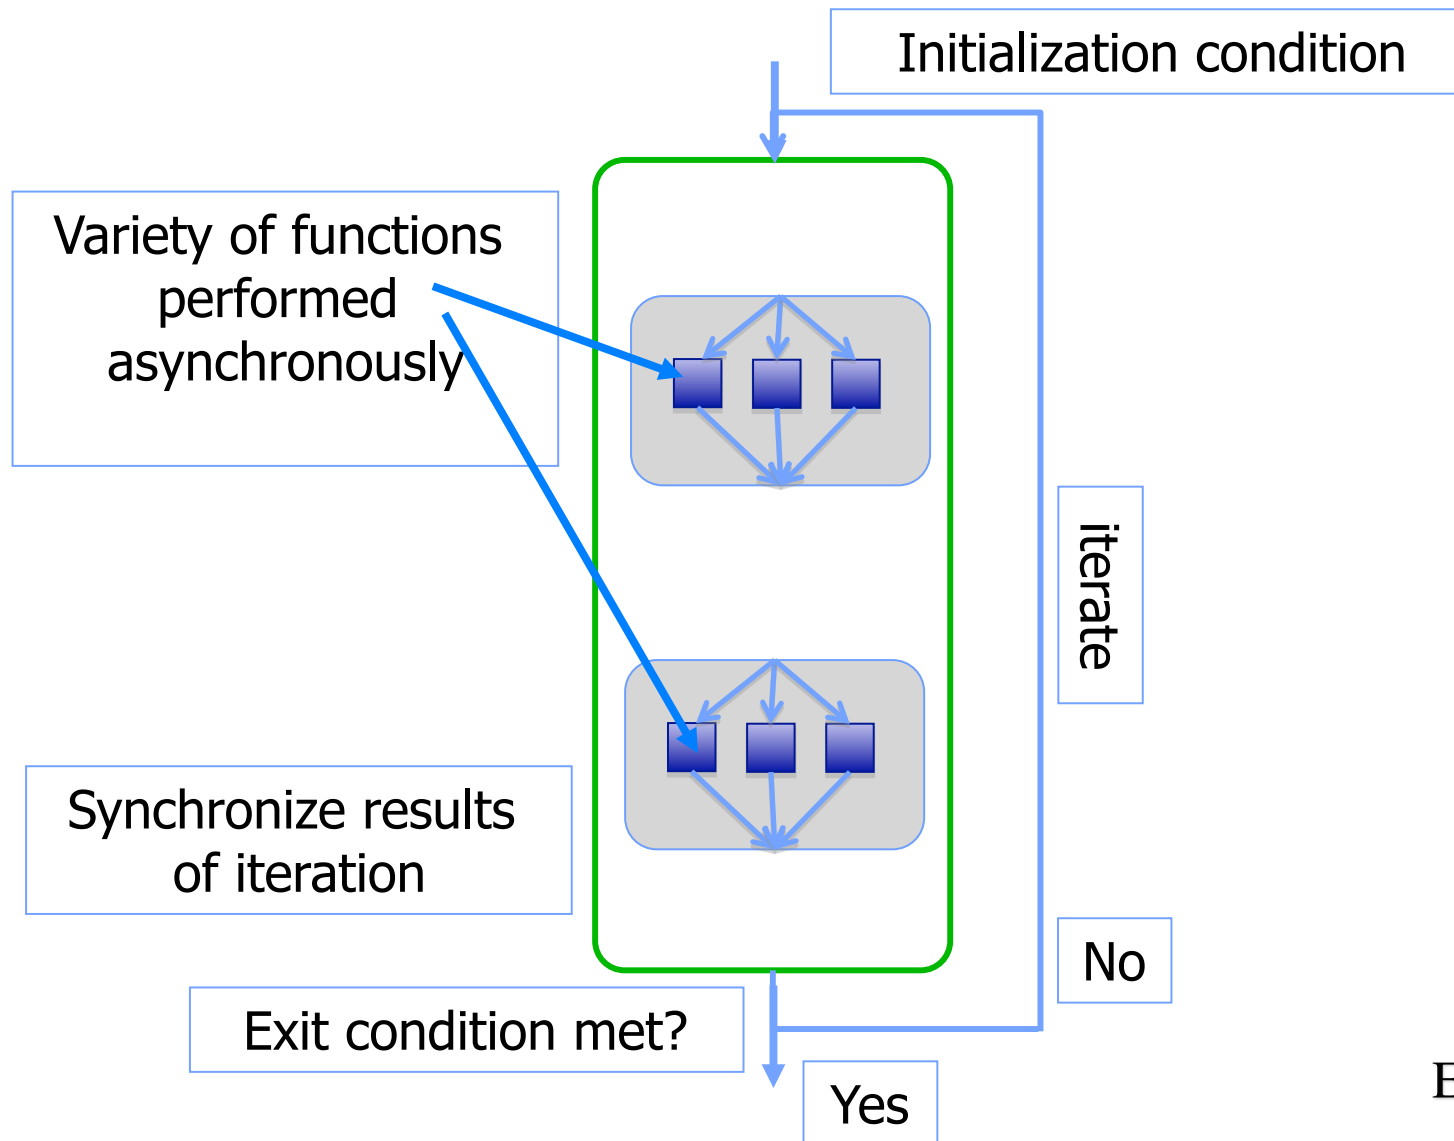 Initialization condition
Variety of functions
performed
asynchronously
iterate
Synchronize results
of iteration
No
Exit condition met?
Yes
E